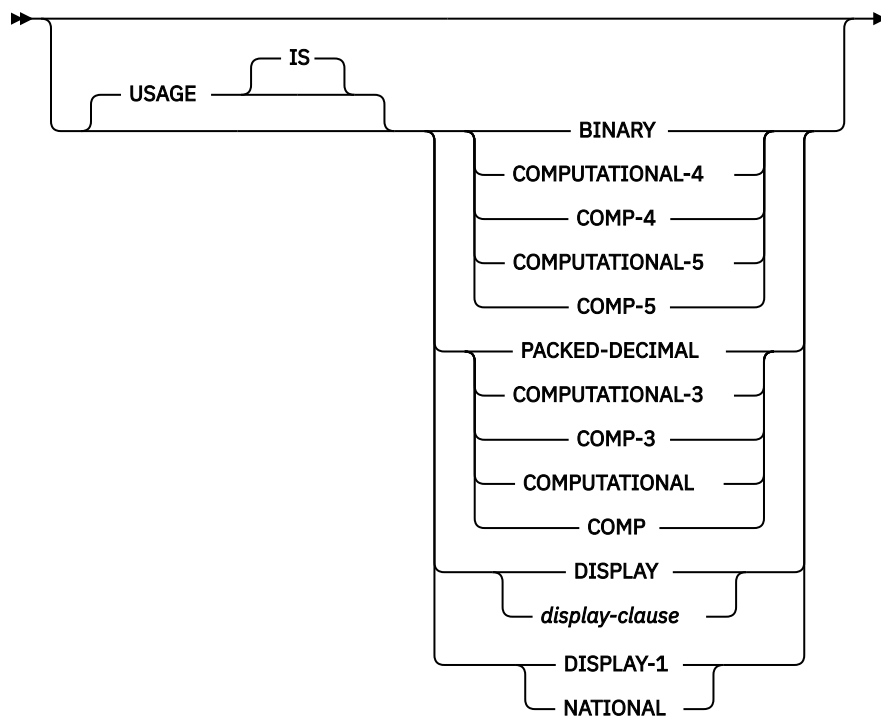 IS
USAGE
BINARY
COMPUTATIONAL-4
COMP-4
COMPUTATIONAL-5
COMP-5
PACKED-DECIMAL
COMPUTATIONAL-3
COMP-3
COMPUTATIONAL
COMP
DISPLAY
display-clause
DISPLAY-1
NATIONAL